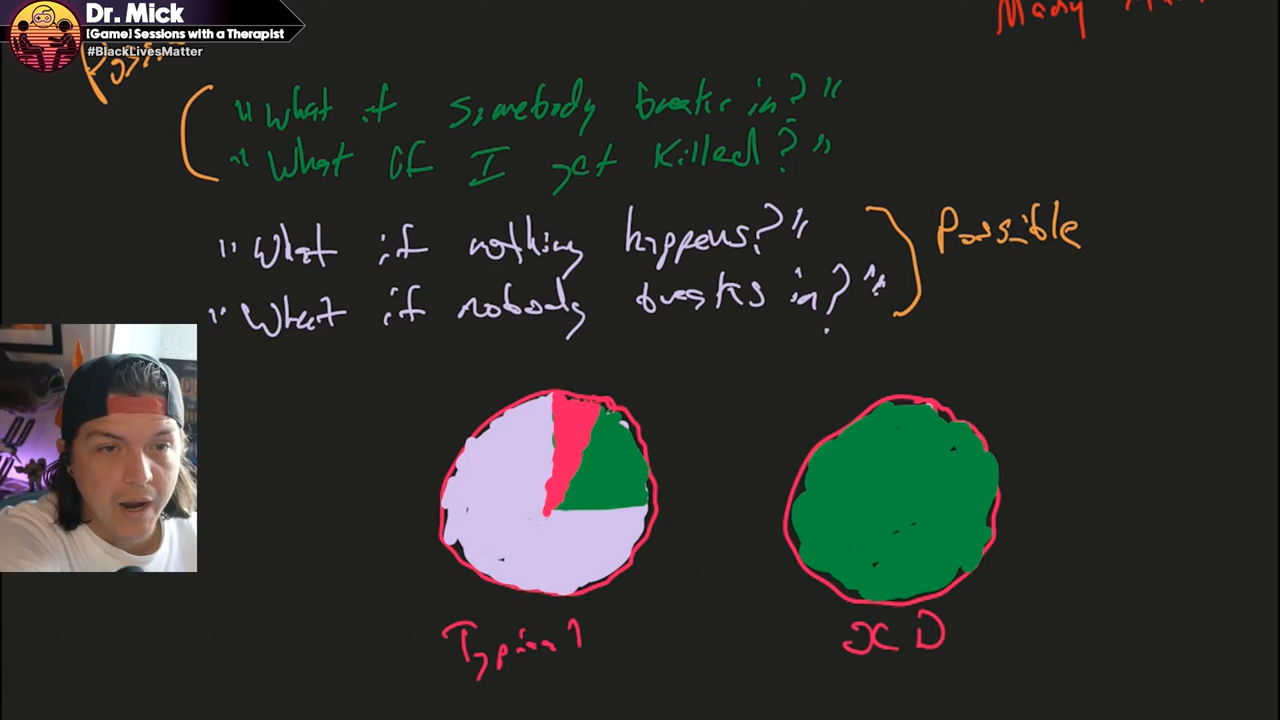 Dr. Mick
[Game] Sessions with a Therapist
#BlackLivesMatter
"What if somebody breaks in?"
"What if I get killed?"
"What if nothing happens?"
Possible
"What if nobody breaks in?"
Typical
OCD